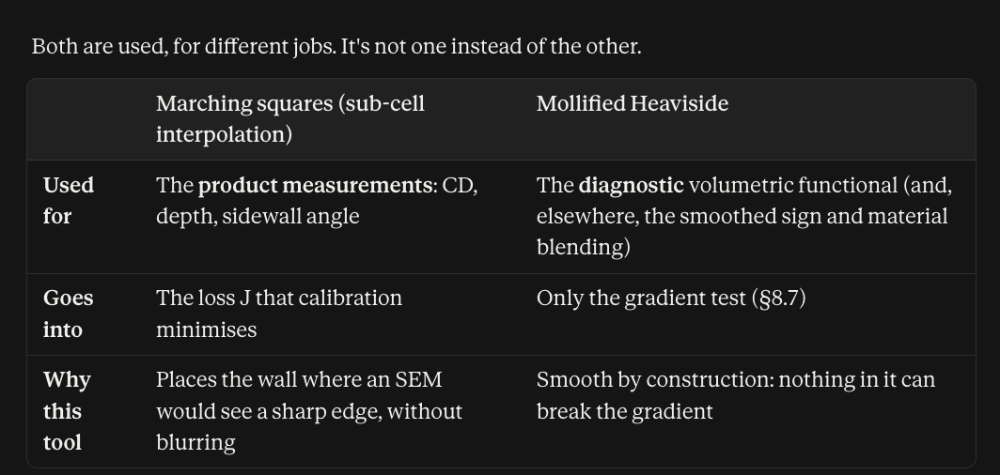 Both are used, for different jobs. It's not one instead of the other.
Marching squares (sub-cell
interpolation)
Mollified Heaviside
Used
for
The product measurements: CD,
depth, sidewall angle
The diagnostic volumetric functional (and,
elsewhere, the smoothed sign and material
blending)
Goes
into
The loss J that calibration
minimises
Only the gradient test (§8.7)
Why
this
tool
Places the wall where an SEM
would see a sharp edge, without
blurring
Smooth by construction: nothing in it can
break the gradient